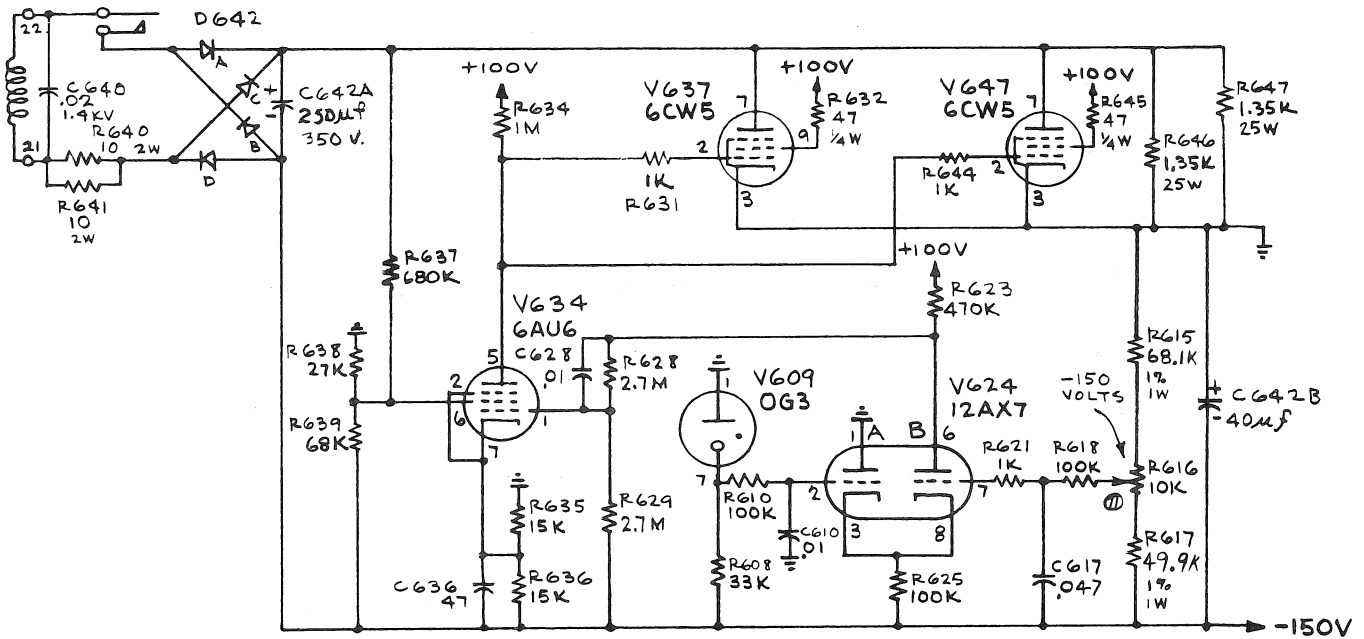 22
21
C640
.02
1.4KV
R640
10
2W
R641
10
2W
D642
A
C
B
D
+
-
C642A
250µf
350 V.
+100V
R634
1M
1K
R631
V637
6CW5
7
2
9
3
+100V
R632
47
1/4W
V647
6CW5
7
2
3
+100V
R645
47
1/4W
R644
1K
R646
1.35K
25W
R647
1.35K
25W
R637
680K
R638
27K
R639
68K
V634
6AU6
5
2
6
1
7
C628
.01
R628
2.7M
R629
2.7M
R635
15K
R636
15K
C636
47
V609
OG3
1
7
R610
100K
C610
.01
R608
33K
+100V
R623
470K
V624
12AX7
1
A
B
6
2
7
3
8
R625
100K
R621
1K
R618
100K
C617
.047
-150
VOLTS
R615
68.1K
1%
1W
R616
10K
R617
49.9K
1%
1W
+
-
C642B
40µf
-150V